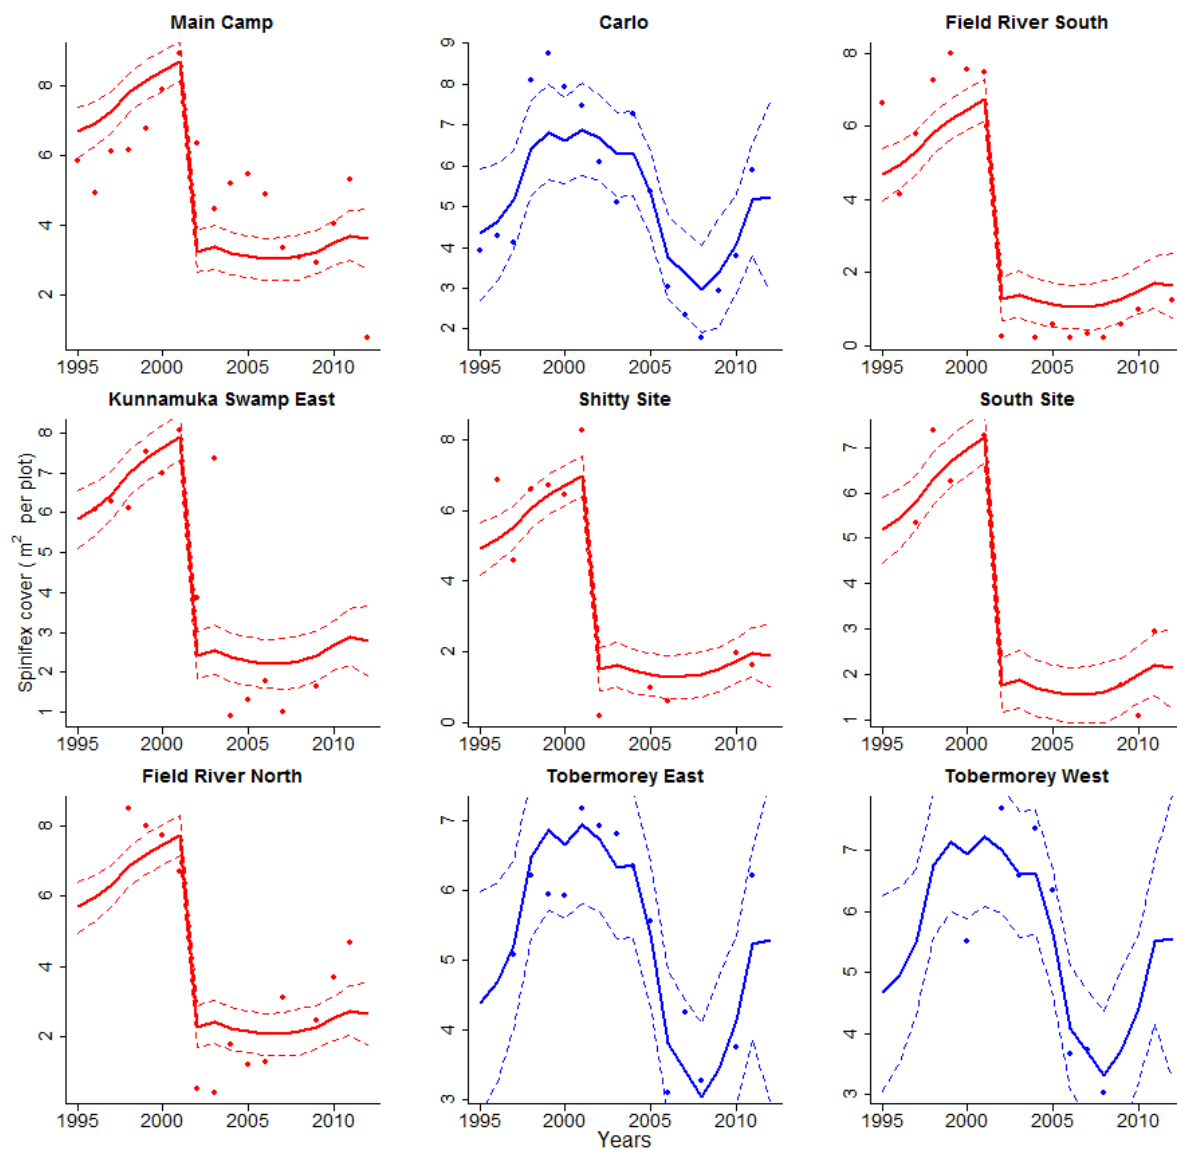 Main Camp
8
6
4
2
1995 2000 2005 2010
Carlo
9
8
7
6
5
4
3
2
1995 2000 2005 2010
Field River South
8
6
4
2
0
1995 2000 2005 2010
Kunnamuka Swamp East
8
7
6
5
4
3
2
1
1995 2000 2005 2010
Shitty Site
8
6
4
2
0
1995 2000 2005 2010
South Site
7
6
5
4
3
2
1
1995 2000 2005 2010
Field River North
8
6
4
2
1995 2000 2005 2010
Tobermorey East
7
6
5
4
3
1995 2000 2005 2010
Tobermorey West
7
6
5
4
3
1995 2000 2005 2010
Spinifex cover ( m² per plot)
Years